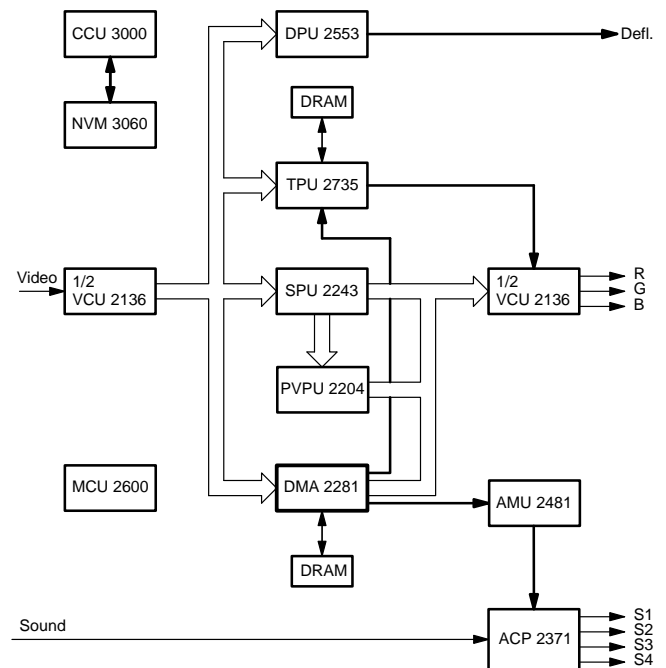 CCU 3000
DPU 2553
Defl.
NVM 3060
DRAM
TPU 2735
Video
1/2
VCU 2136
SPU 2243
1/2
VCU 2136
R
G
B
PVPU 2204
MCU 2600
DMA 2281
AMU 2481
DRAM
Sound
ACP 2371
S1
S2
S3
S4